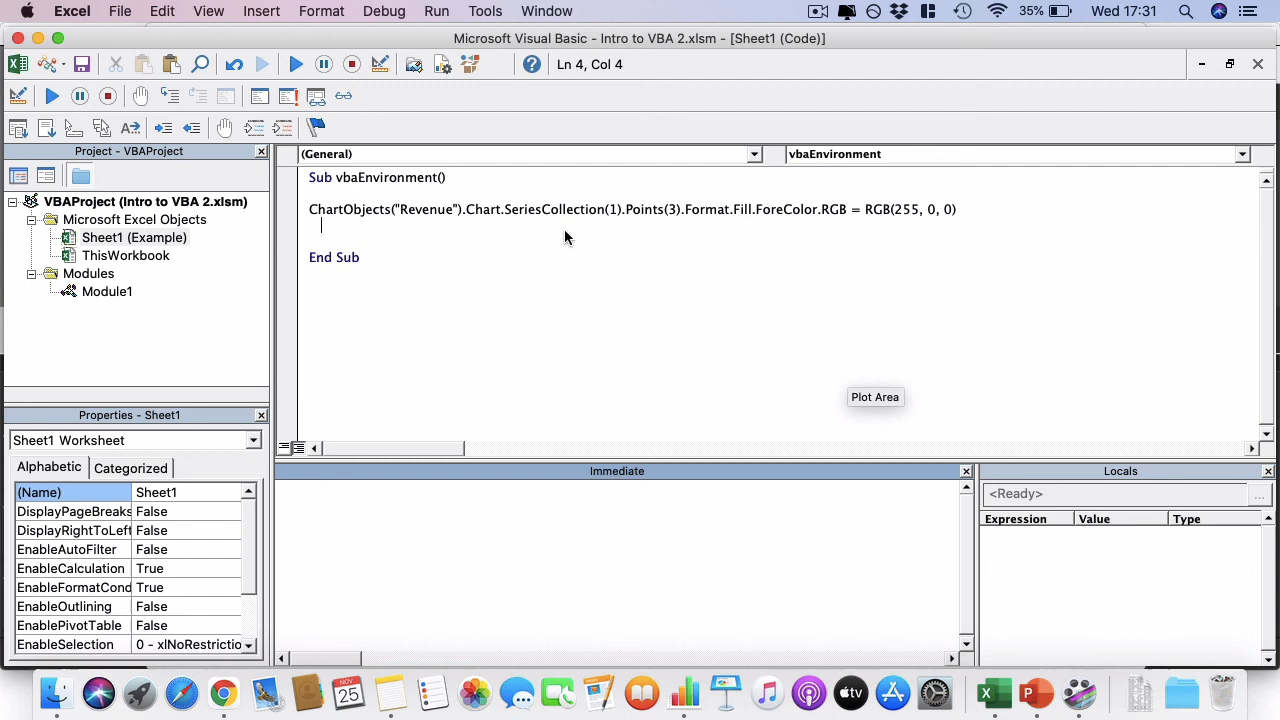 Excel File Edit View Insert Format Debug Run Tools Window 35% Wed 17:31
Microsoft Visual Basic - Intro to VBA 2.xlsm - [Sheet1 (Code)]
Ln 4, Col 4
Project - VBAProject
(General)
vbaEnvironment
VBAProject (Intro to VBA 2.xlsm)
Microsoft Excel Objects
Sheet1 (Example)
ThisWorkbook
Modules
Module1
Sub vbaEnvironment()
ChartObjects("Revenue").Chart.SeriesCollection(1).Points(3).Format.Fill.ForeColor.RGB = RGB(255, 0, 0)
End Sub
Plot Area
Properties - Sheet1
Sheet1 Worksheet
Alphabetic Categorized
(Name) Sheet1
DisplayPageBreaks False
DisplayRightToLeft False
EnableAutoFilter False
EnableCalculation True
EnableFormatCond True
EnableOutlining False
EnablePivotTable False
EnableSelection 0 - xlNoRestrictio
Immediate
Locals
<Ready>
...
Expression Value Type
NOV
25
tv